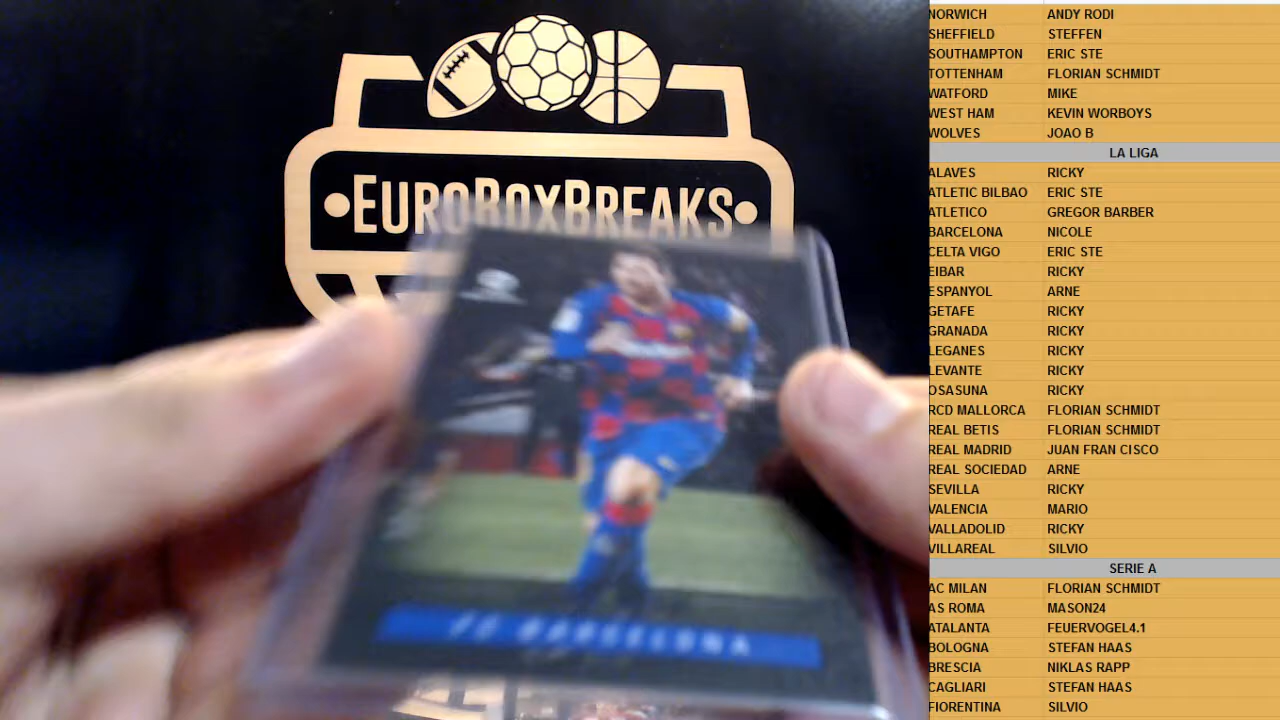 EUROBOXBREAKS
FC BARCELONA
NORWICH ANDY RODI
SHEFFIELD STEFFEN
SOUTHAMPTON ERIC STE
TOTTENHAM FLORIAN SCHMIDT
WATFORD MIKE
WEST HAM KEVIN WORBOYS
WOLVES JOAO B
LA LIGA
ALAVES RICKY
ATLETIC BILBAO ERIC STE
ATLETICO GREGOR BARBER
BARCELONA NICOLE
CELTA VIGO ERIC STE
EIBAR RICKY
ESPANYOL ARNE
GETAFE RICKY
GRANADA RICKY
LEGANES RICKY
LEVANTE RICKY
OSASUNA RICKY
RCD MALLORCA FLORIAN SCHMIDT
REAL BETIS FLORIAN SCHMIDT
REAL MADRID JUAN FRAN CISCO
REAL SOCIEDAD ARNE
SEVILLA RICKY
VALENCIA MARIO
VALLADOLID RICKY
VILLAREAL SILVIO
SERIE A
AC MILAN FLORIAN SCHMIDT
AS ROMA MASON24
ATALANTA FEUERVOGEL4.1
BOLOGNA STEFAN HAAS
BRESCIA NIKLAS RAPP
CAGLIARI STEFAN HAAS
FIORENTINA SILVIO